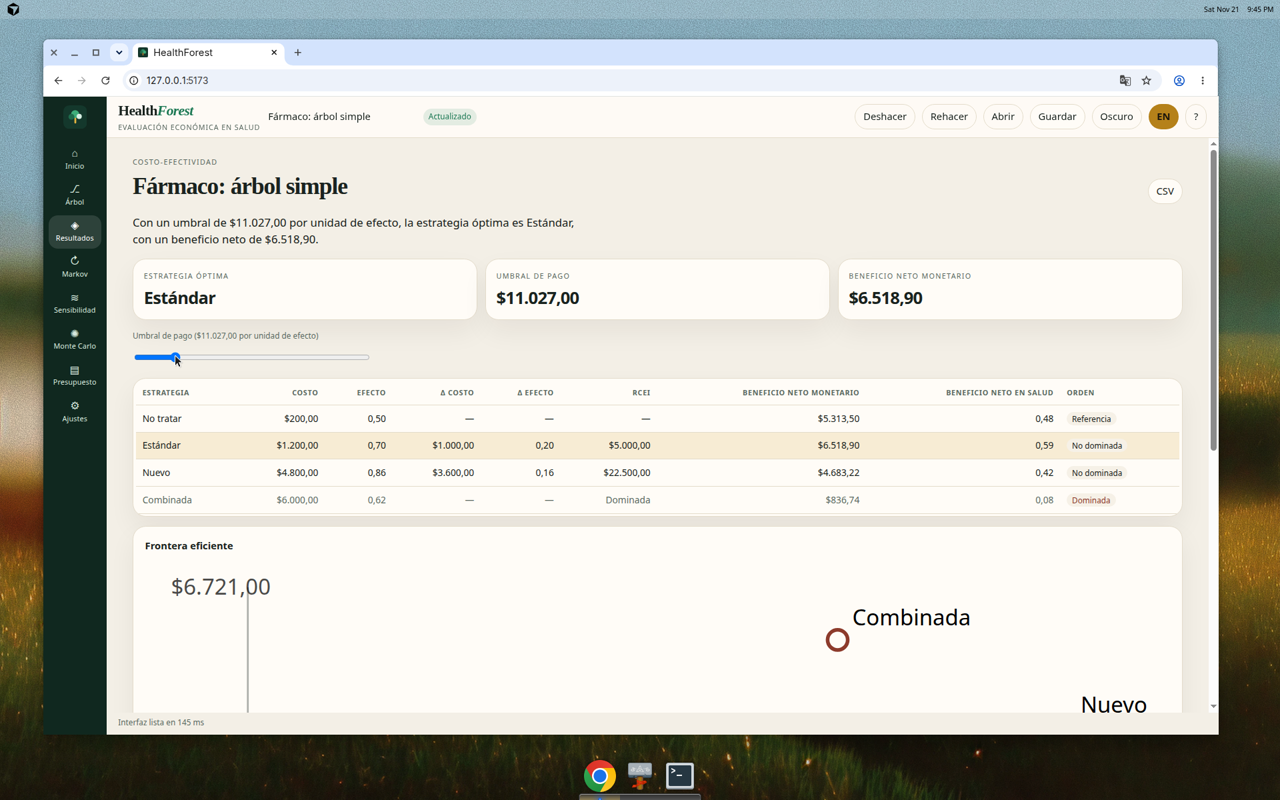 Sat Nov 21 9:45 PM
HealthForest
127.0.0.1:5173
HealthForest
EVALUACIÓN ECONÓMICA EN SALUD
Fármaco: árbol simple
Actualizado
Deshacer
Rehacer
Abrir
Guardar
Oscuro
EN
?
Inicio
Árbol
Resultados
Markov
Sensibilidad
Monte Carlo
Presupuesto
Ajustes
COSTO-EFECTIVIDAD
Fármaco: árbol simple
CSV
Con un umbral de $11.027,00 por unidad de efecto, la estrategia óptima es Estándar,
con un beneficio neto de $6.518,90.
ESTRATEGIA ÓPTIMA
Estándar
UMBRAL DE PAGO
$11.027,00
BENEFICIO NETO MONETARIO
$6.518,90
Umbral de pago ($11.027,00 por unidad de efecto)
ESTRATEGIA COSTO EFECTO Δ COSTO Δ EFECTO RCEI BENEFICIO NETO MONETARIO BENEFICIO NETO EN SALUD ORDEN
No tratar $200,00 0,50 — — — $5.313,50 0,48 Referencia
Estándar $1.200,00 0,70 $1.000,00 0,20 $5.000,00 $6.518,90 0,59 No dominada
Nuevo $4.800,00 0,86 $3.600,00 0,16 $22.500,00 $4.683,22 0,42 No dominada
Combinada $6.000,00 0,62 — — Dominada $836,74 0,08 Dominada
Frontera eficiente
$6.721,00
Combinada
Nuevo
Interfaz lista en 145 ms